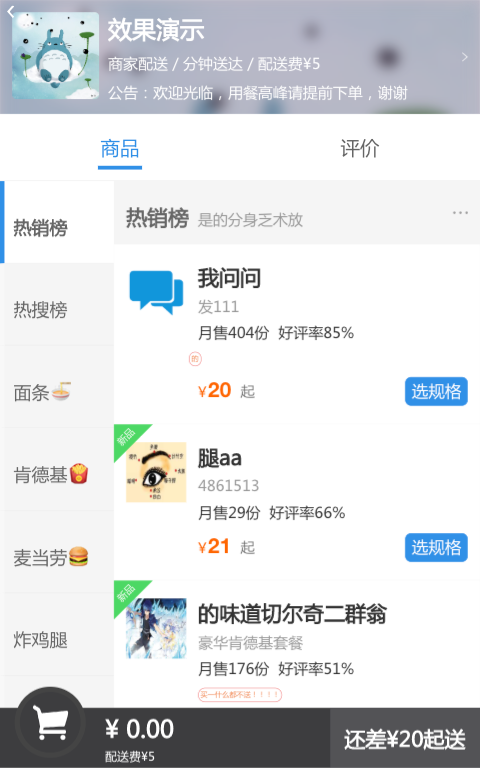 效果演示
商家配送 / 分钟送达 / 配送费¥5
公告：欢迎光临，用餐高峰请提前下单，谢谢
商品 评价
热销榜
热搜榜
面条🍜
肯德基🍟
麦当劳🍔
炸鸡腿
热销榜 是的分身乏术放 ···
我问问
发111
月售404份 好评率85%
的
¥20 起 选规格
新品
腿aa
4861513
月售29份 好评率66%
¥21 起 选规格
新品
的味道切尔奇二群翁
豪华肯德基套餐
月售176份 好评率51%
买一什么都不送！！！！
¥ 0.00
配送费¥5
还差¥20起送